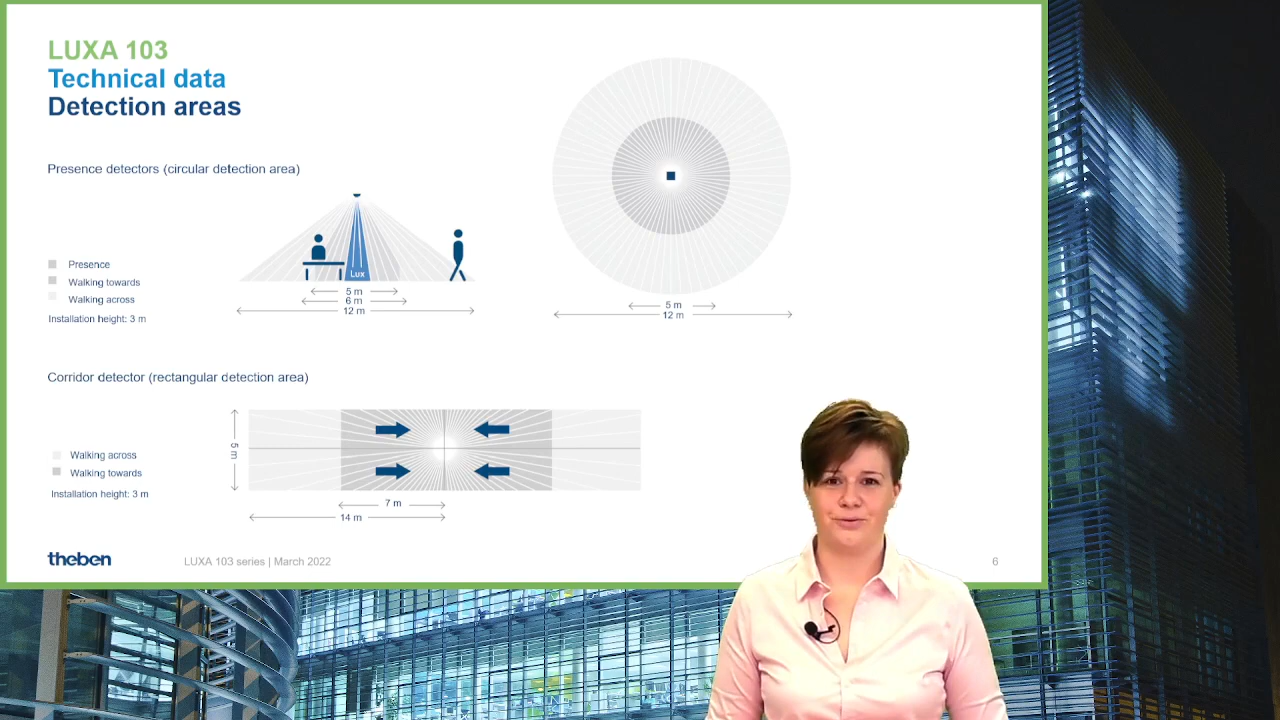 LUXA 103
Technical data
Detection areas
Presence detectors (circular detection area)
Lux
Presence
Walking towards
Walking across
Installation height: 3 m
5 m
6 m
12 m
5 m
12 m
Corridor detector (rectangular detection area)
5 m
Walking across
Walking towards
Installation height: 3 m
7 m
14 m
theben
LUXA 103 series | March 2022
6